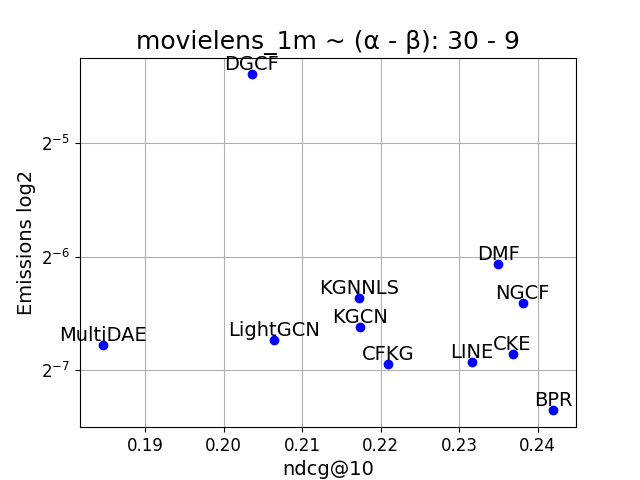 movielens_1m ~ (α - β): 30 - 9
DGCF
2⁻⁵
Emissions log2
2⁻⁶
DMF
KGNNLS
NGCF
KGCN
MultiDAE
LightGCN
CKE
CFKG
LINE
2⁻⁷
BPR
0.19 0.20 0.21 0.22 0.23 0.24
ndcg@10